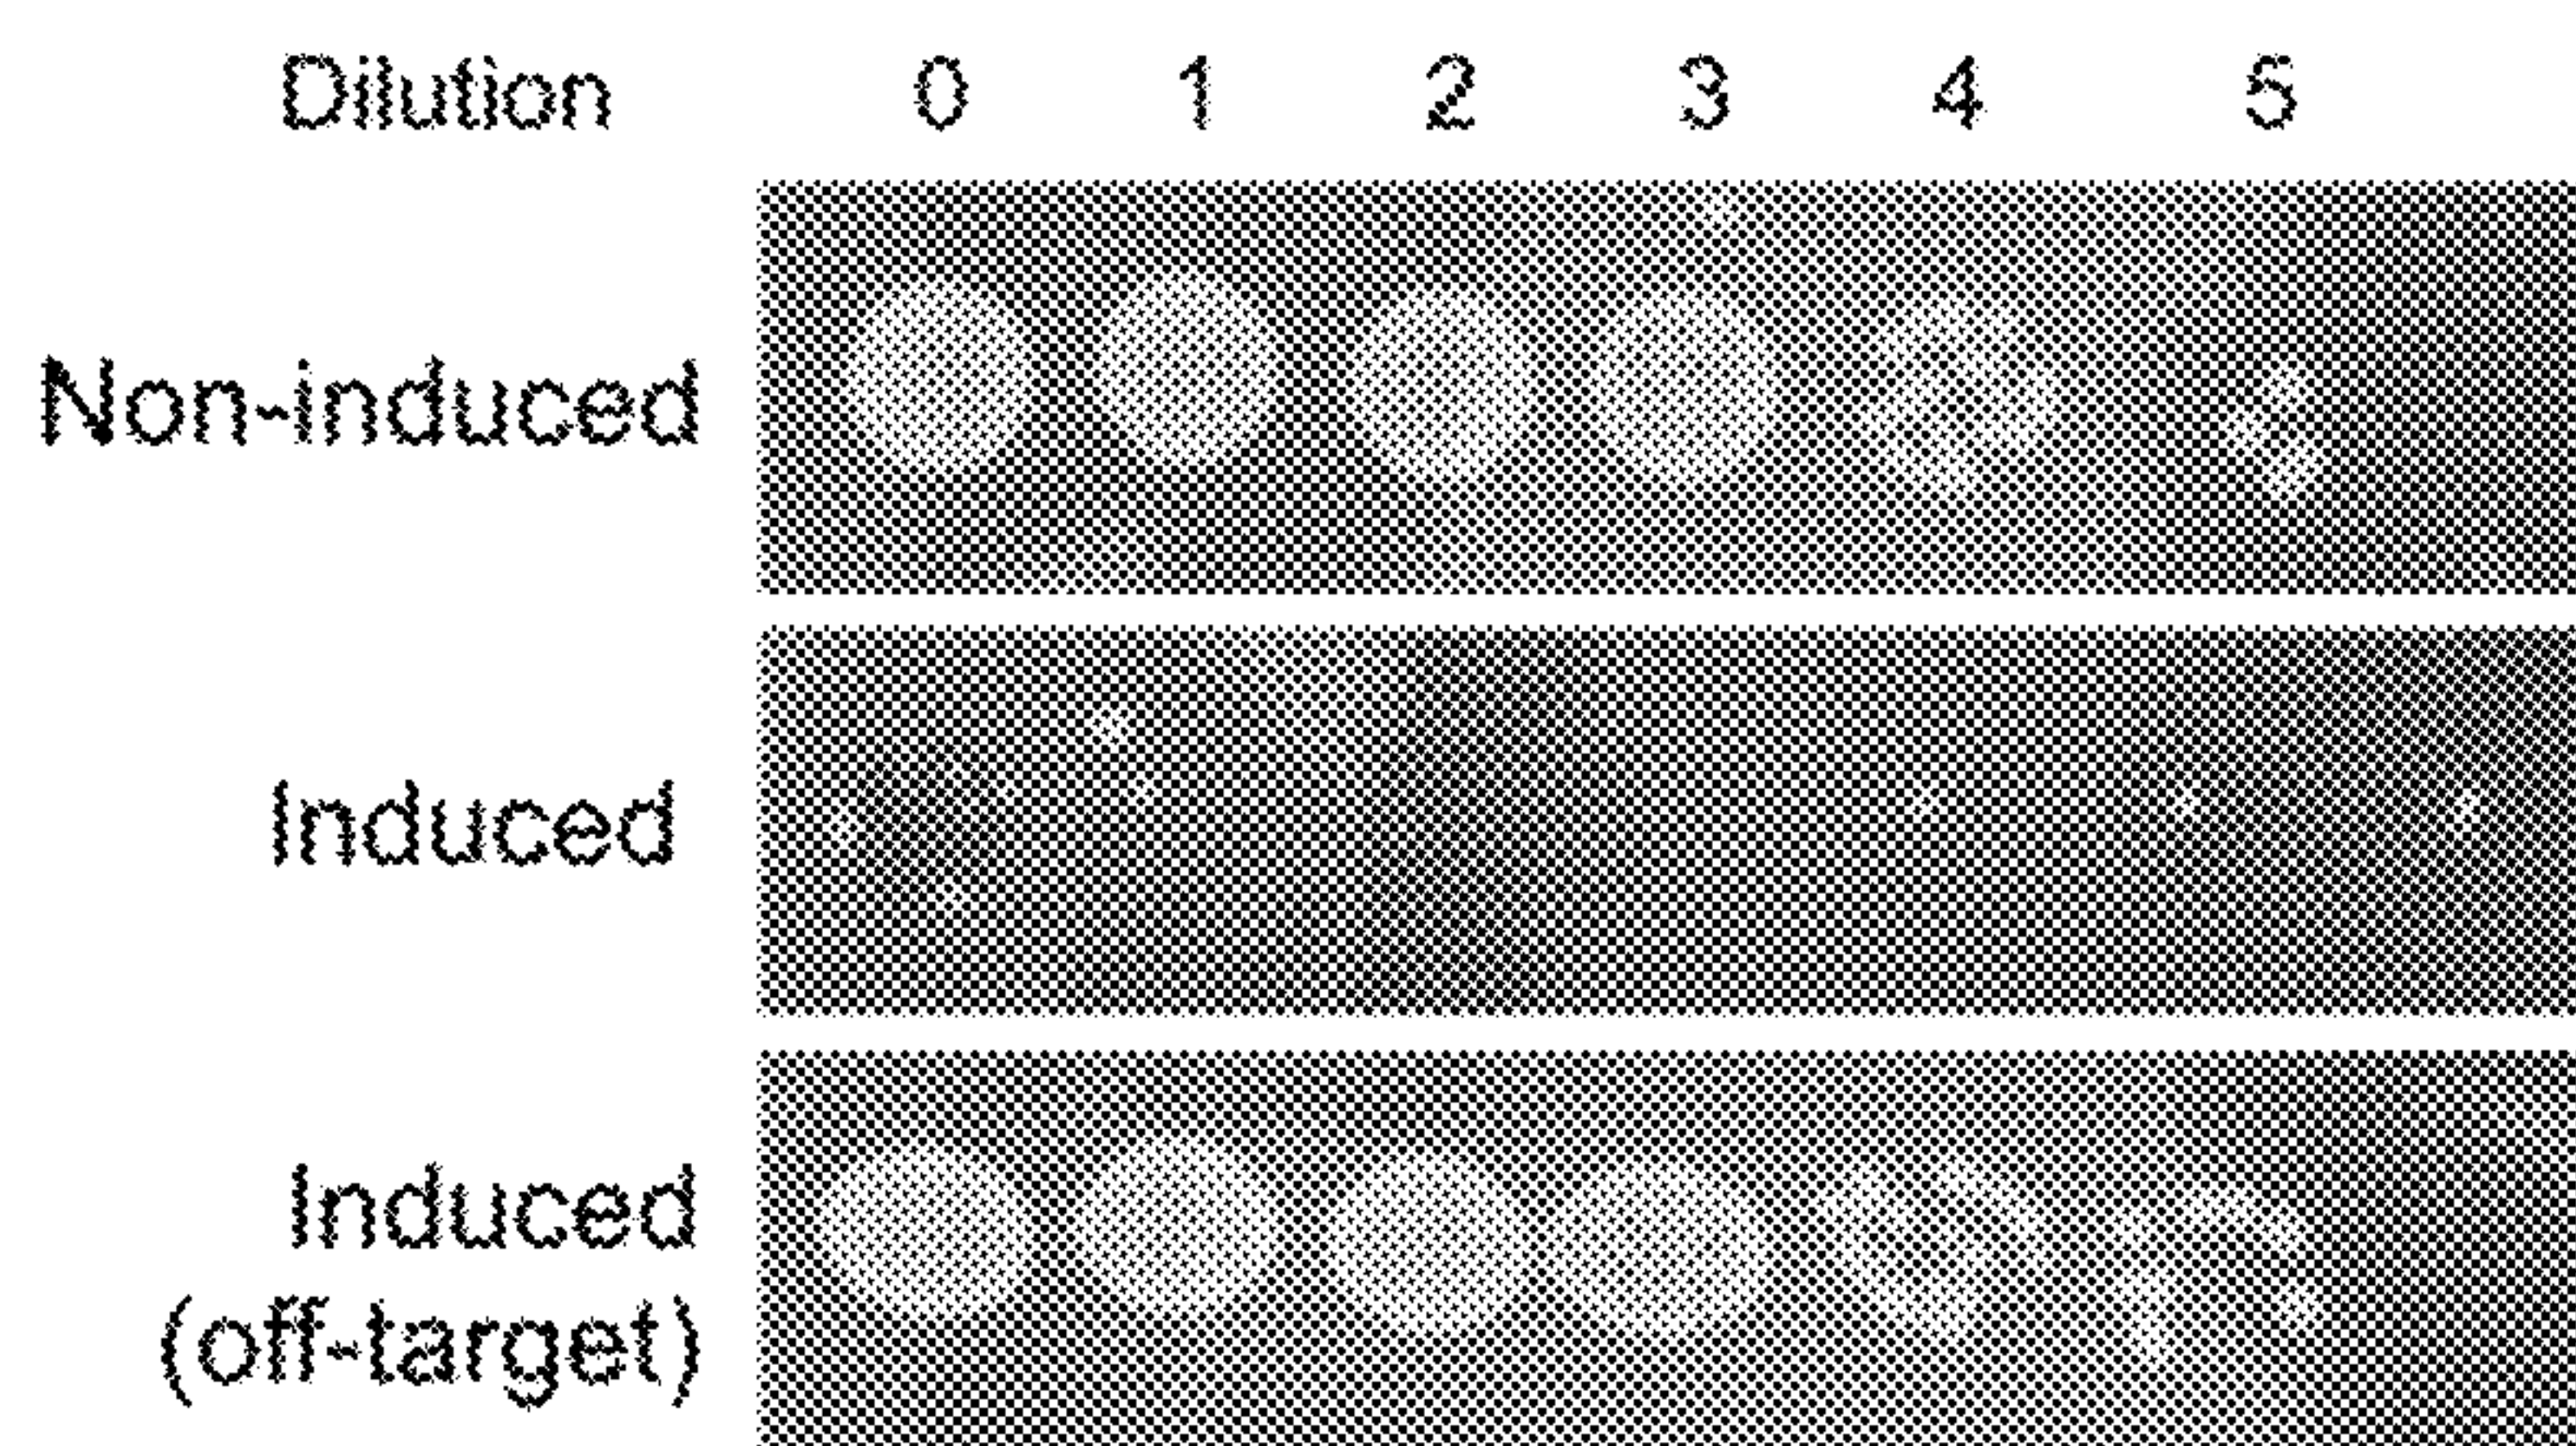 Dilution 0 1 2 3 4 5
Non-induced
Induced
Induced
(off-target)